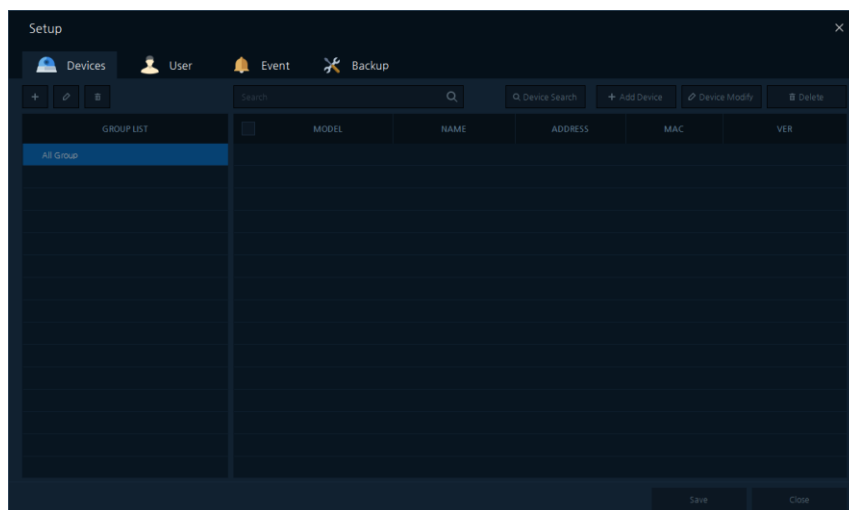 Setup
Devices User Event Backup
Search Device Search + Add Device Device Modify Delete
GROUP LIST MODEL NAME ADDRESS MAC VER
All Group
Save Close